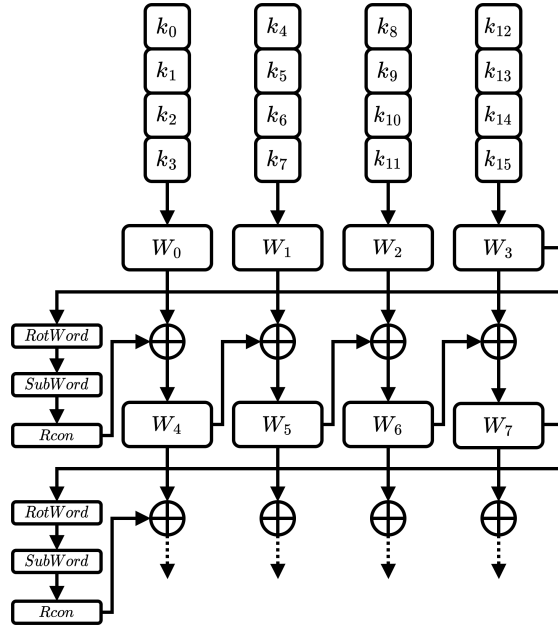 k₀ k₄ k₈ k₁₂
k₁ k₅ k₉ k₁₃
k₂ k₆ k₁₀ k₁₄
k₃ k₇ k₁₁ k₁₅
W₀ W₁ W₂ W₃
RotWord
SubWord
Rcon
W₄ W₅ W₆ W₇
RotWord
SubWord
Rcon